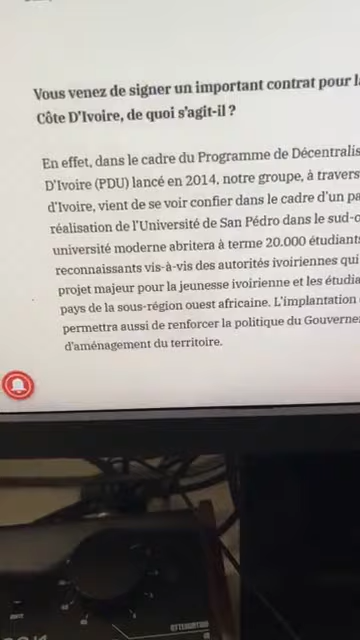 Vous venez de signer un important contrat pour la
Côte D'Ivoire, de quoi s'agit-il ?
En effet, dans le cadre du Programme de Décentralis
D'Ivoire (PDU) lancé en 2014, notre groupe, à travers
d'Ivoire, vient de se voir confier dans le cadre d'un pa
réalisation de l'Université de San Pédro dans le sud-o
université moderne abritera à terme 20.000 étudiants
reconnaissants vis-à-vis des autorités ivoiriennes qui
projet majeur pour la jeunesse ivoirienne et les étudia
pays de la sous-région ouest africaine. L'implantation
permettra aussi de renforcer la politique du Gouverne
d'aménagement du territoire.